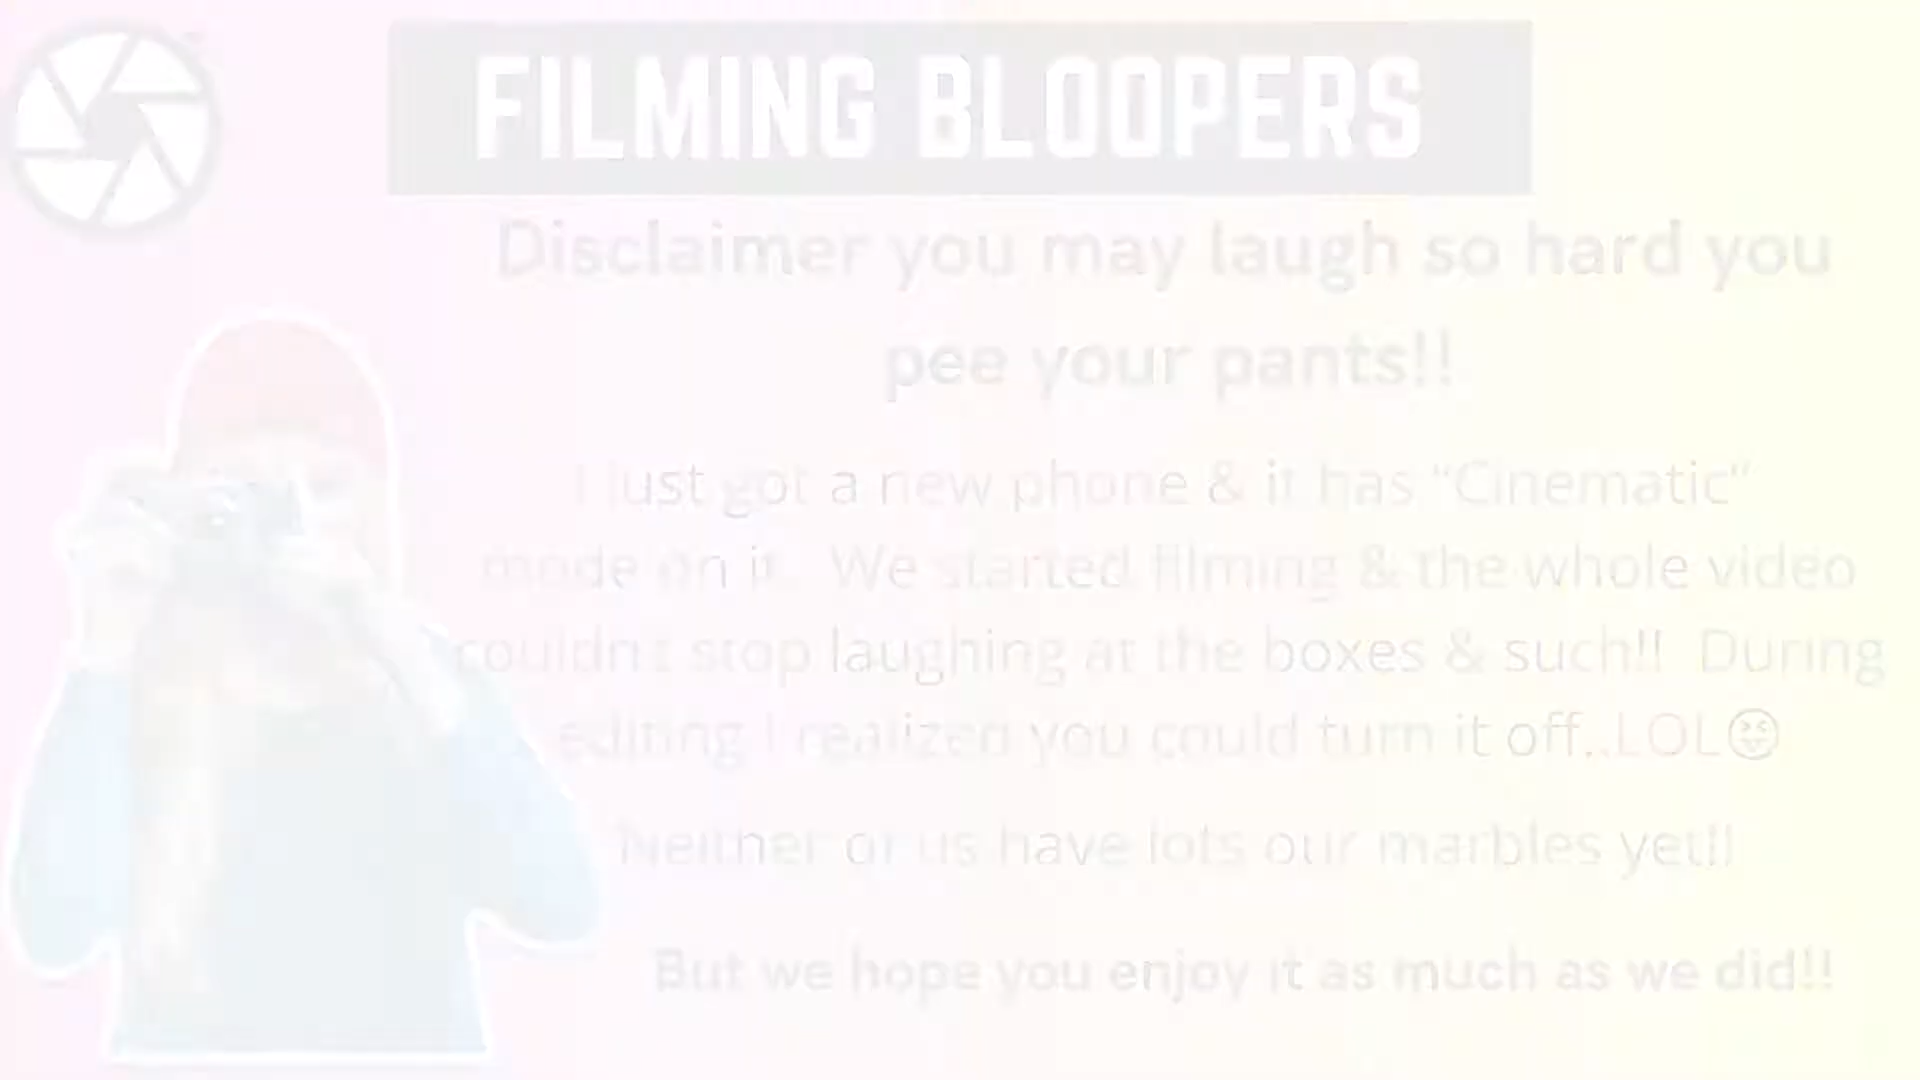 FILMING BLOOPERS
Disclaimer you may laugh so hard you
pee your pants!!
I just got a new phone & it has "Cinematic"
mode on it. We started filming & the whole video
couldn't stop laughing at the boxes & such!! During
editing I realized you could turn it off..LOL😝
Neither of us have lots our marbles yet!!
But we hope you enjoy it as much as we did!!